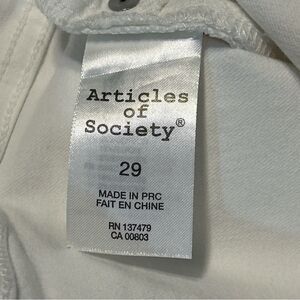 Articles
of
Society®
29
MADE IN PRC
FAIT EN CHINE
RN 137479
CA 00803